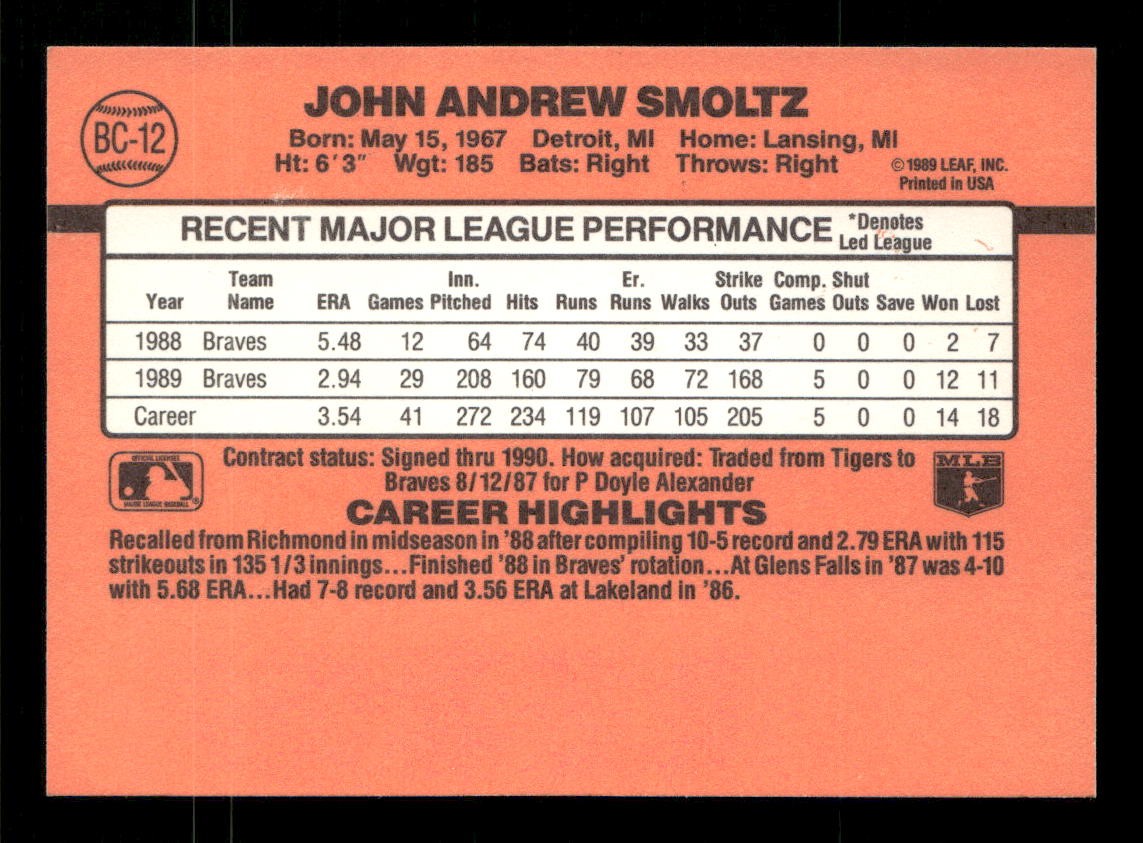 BC-12
JOHN ANDREW SMOLTZ
Born: May 15, 1967 Detroit, MI Home: Lansing, MI
Ht: 6'3" Wgt: 185 Bats: Right Throws: Right
© 1989 LEAF, INC.
Printed in USA
RECENT MAJOR LEAGUE PERFORMANCE *Denotes
Led League
Team Inn. Er. Strike Comp. Shut
Year Name ERA Games Pitched Hits Runs Runs Walks Outs Games Outs Save Won Lost
1988 Braves 5.48 12 64 74 40 39 33 37 0 0 0 2 7
1989 Braves 2.94 29 208 160 79 68 72 168 5 0 0 12 11
Career 3.54 41 272 234 119 107 105 205 5 0 0 14 18
OFFICIAL LICENSEE
MAJOR LEAGUE BASEBALL
®
Contract status: Signed thru 1990. How acquired: Traded from Tigers to
Braves 8/12/87 for P Doyle Alexander
MLB
CAREER HIGHLIGHTS
Recalled from Richmond in midseason in '88 after compiling 10-5 record and 2.79 ERA with 115
strikeouts in 135 1/3 innings...Finished '88 in Braves' rotation...At Glens Falls in '87 was 4-10
with 5.68 ERA...Had 7-8 record and 3.56 ERA at Lakeland in '86.